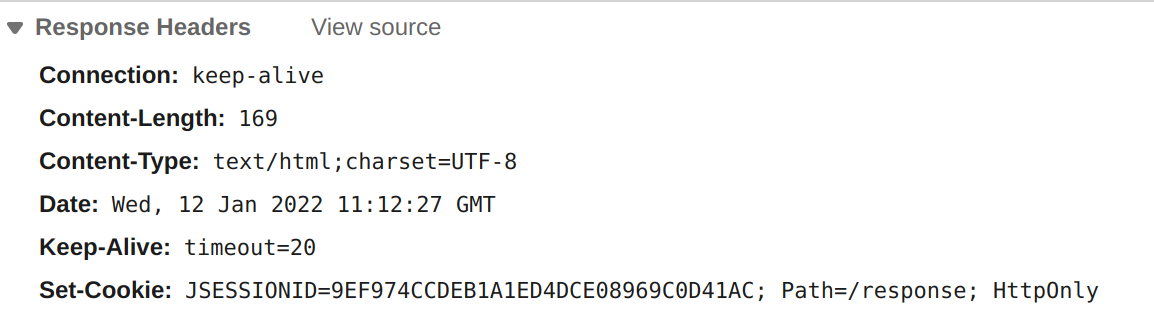 Response Headers View source
Connection: keep-alive
Content-Length: 169
Content-Type: text/html;charset=UTF-8
Date: Wed, 12 Jan 2022 11:12:27 GMT
Keep-Alive: timeout=20
Set-Cookie: JSESSIONID=9EF974CCDEB1A1ED4DCE08969C0D41AC; Path=/response; HttpOnly